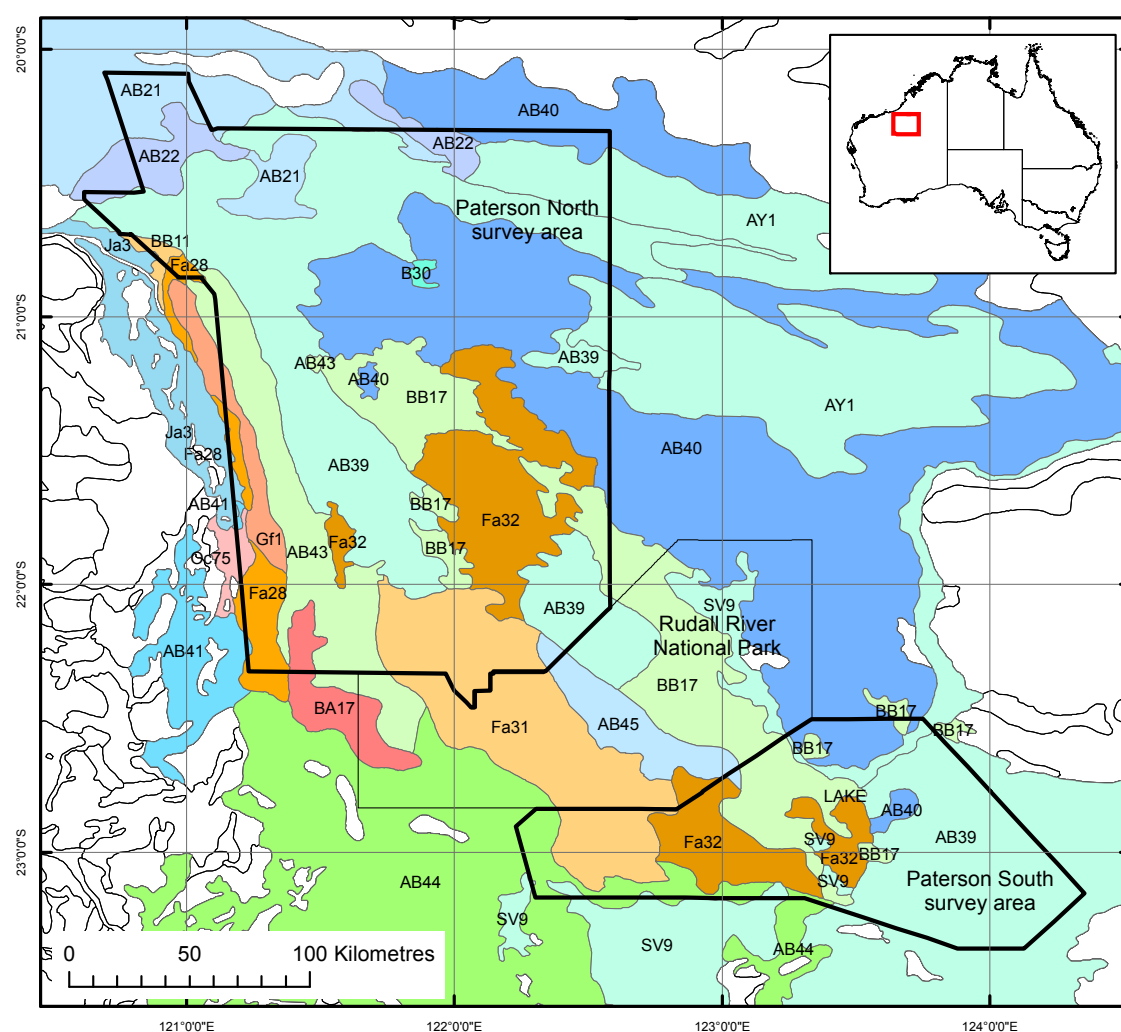 20°0'0"S
21°0'0"S
22°0'0"S
23°0'0"S
AB21
AB40
AB22
AB22
AB21
Paterson North
survey area
AY1
Ja3
BB11
Fa28
B30
AB43
AB40
AB39
BB17
AY1
Ja3
Fa28
AB39
AB40
AB41
BB17
Fa32
Gf1
AB43
Fa32
BB17
Gc75
Fa28
AB39
SV9
Rudall River
National Park
AB41
BB17
BA17
Fa31
AB45
BB17
BB17
BB17
LAKE
AB40
Fa32
SV9
AB39
Fa32
BB17
AB44
SV9
Paterson South
survey area
SV9
SV9
AB44
0 50 100 Kilometres
121°0'0"E
122°0'0"E
123°0'0"E
124°0'0"E